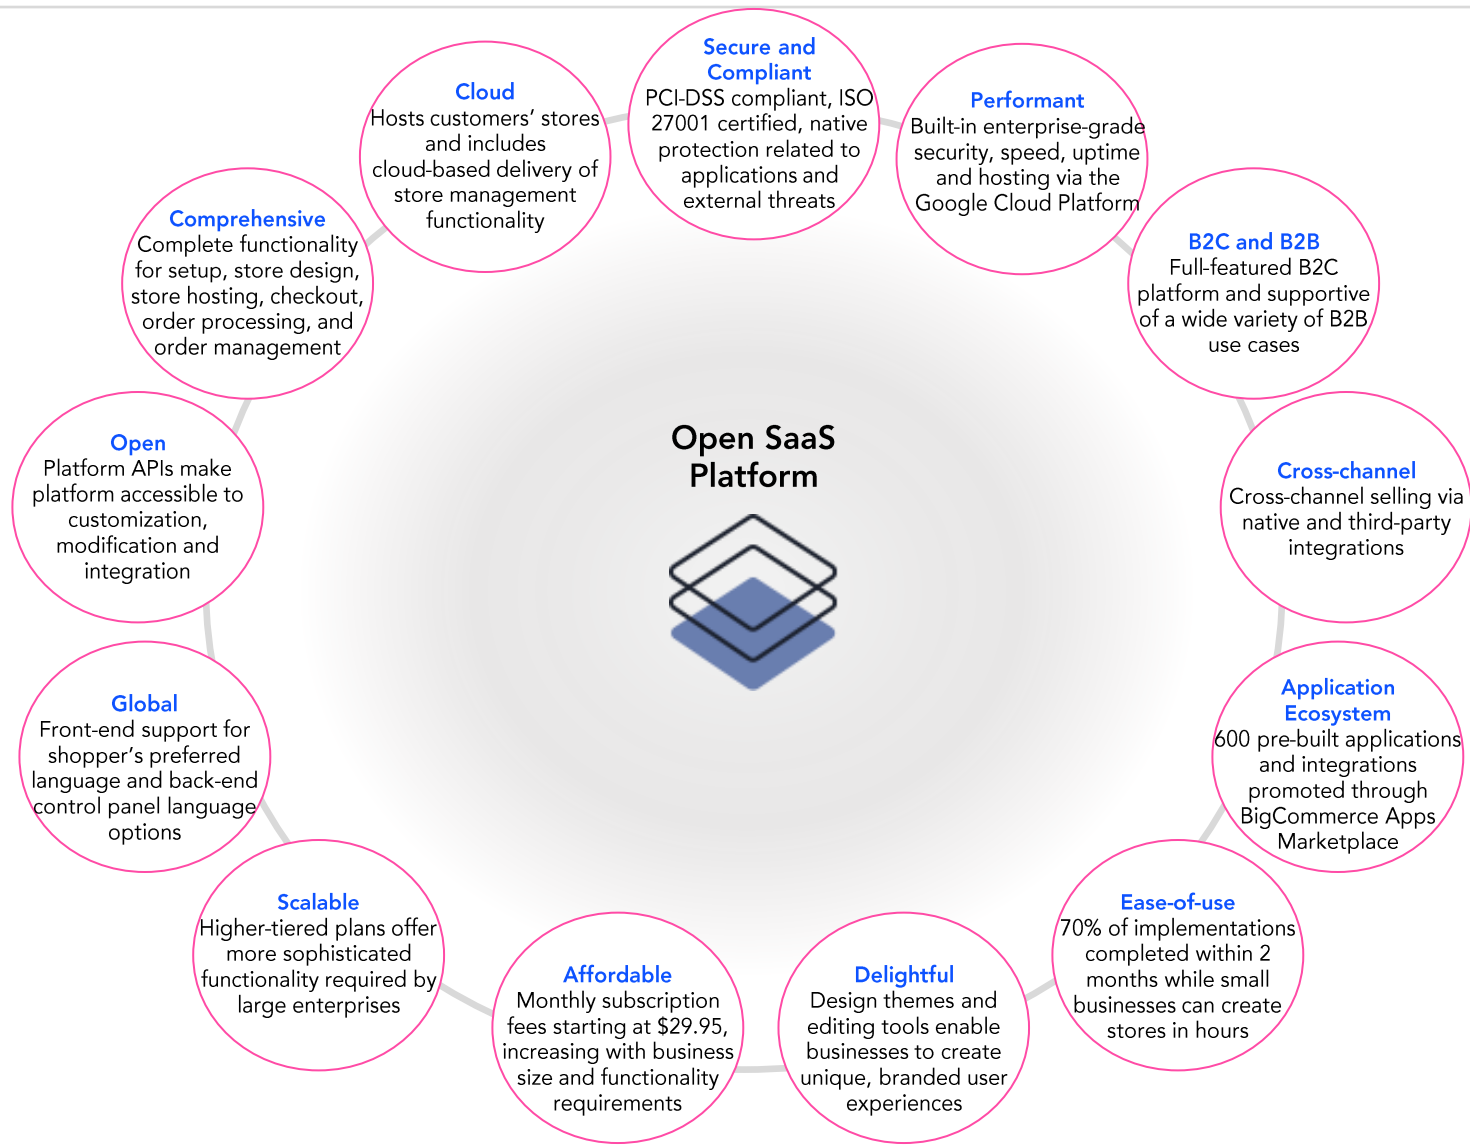 Secure and
Compliant
PCI-DSS compliant, ISO
27001 certified, native
protection related to
applications and
external threats
Performant
Built-in enterprise-grade
security, speed, uptime
and hosting via the
Google Cloud Platform
B2C and B2B
Full-featured B2C
platform and supportive
of a wide variety of B2B
use cases
Cross-channel
Cross-channel selling via
native and third-party
integrations
Application
Ecosystem
600 pre-built applications
and integrations
promoted through
BigCommerce Apps
Marketplace
Ease-of-use
70% of implementations
completed within 2
months while small
businesses can create
stores in hours
Delightful
Design themes and
editing tools enable
businesses to create
unique, branded user
experiences
Affordable
Monthly subscription
fees starting at $29.95,
increasing with business
size and functionality
requirements
Scalable
Higher-tiered plans offer
more sophisticated
functionality required by
large enterprises
Global
Front-end support for
shopper’s preferred
language and back-end
control panel language
options
Open
Platform APIs make
platform accessible to
customization,
modification and
integration
Comprehensive
Complete functionality
for setup, store design,
store hosting, checkout,
order processing, and
order management
Cloud
Hosts customers’ stores
and includes
cloud-based delivery of
store management
functionality
Open SaaS
Platform